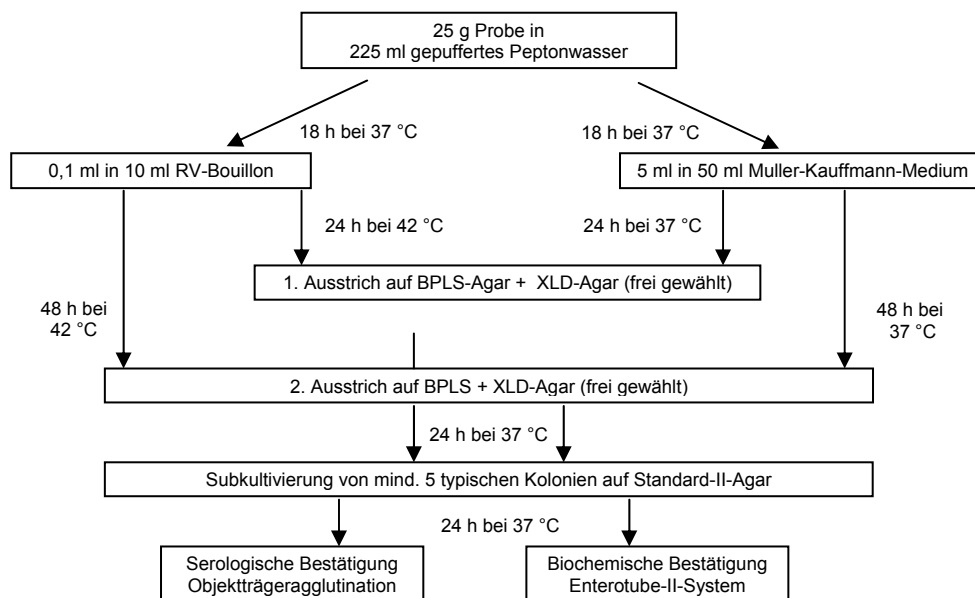 25 g Probe in
225 ml gepuffertes Peptonwasser
18 h bei 37 °C
18 h bei 37 °C
0,1 ml in 10 ml RV-Bouillon
5 ml in 50 ml Muller-Kauffmann-Medium
24 h bei 42 °C
24 h bei 37 °C
1. Ausstrich auf BPLS-Agar + XLD-Agar (frei gewählt)
48 h bei
42 °C
48 h bei
37 °C
2. Ausstrich auf BPLS + XLD-Agar (frei gewählt)
24 h bei 37 °C
Subkultivierung von mind. 5 typischen Kolonien auf Standard-II-Agar
24 h bei 37 °C
Serologische Bestätigung
Objektträgeragglutination
Biochemische Bestätigung
Enterotube-II-System